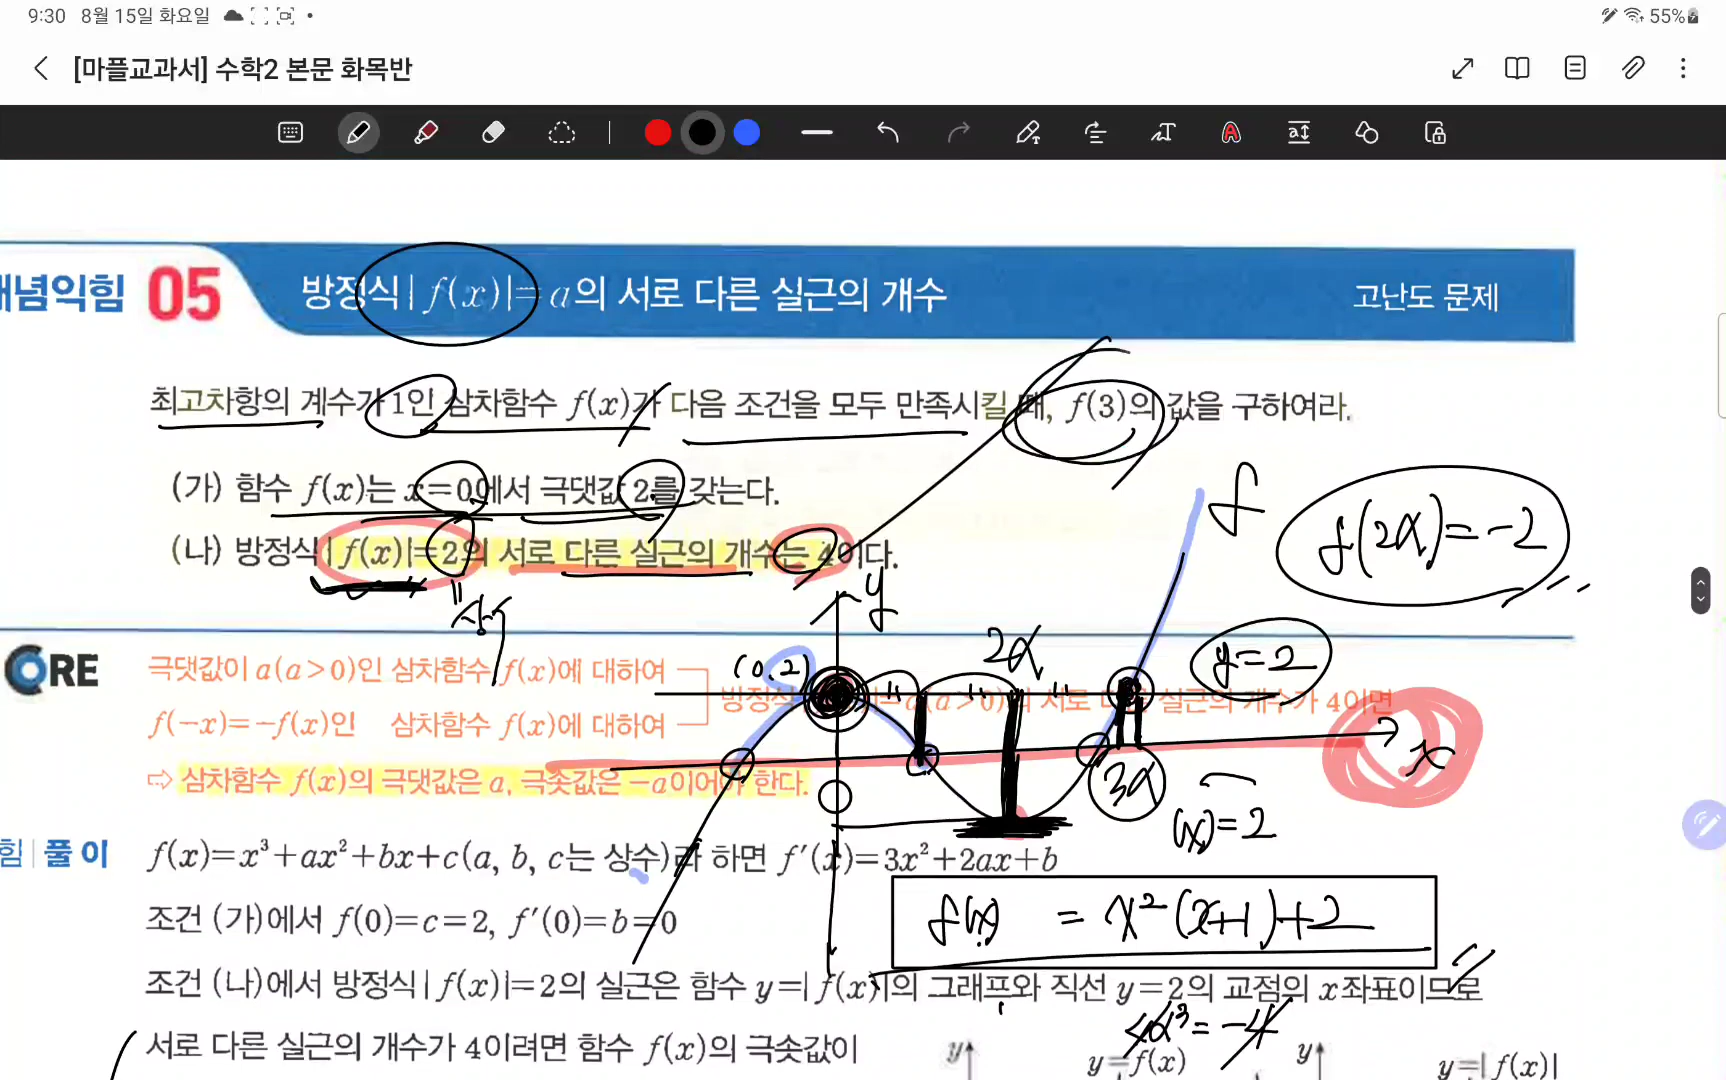 9:30 8월 15일 화요일
55%
[마플교과서] 수학2 본문 화목반
개념익힘 05 방정식 |f(x)|=a의 서로 다른 실근의 개수 고난도 문제
최고차항의 계수가 1인 삼차함수 f(x)가 다음 조건을 모두 만족시킬 때, f(3)의 값을 구하여라.
(가) 함수 f(x)는 x=0에서 극댓값 2를 갖는다.
(나) 방정식 |f(x)|=2의 서로 다른 실근의 개수는 4이다.
f
f(2α)=-2
y
(0,2)
2α
y=2
CORE 극댓값이 a(a>0)인 삼차함수 f(x)에 대하여
f(-x)=-f(x)인 삼차함수 f(x)에 대하여
방정식 =a(a>0)의 서로 다른 실근의 개수가 4이면
⇨ 삼차함수 f(x)의 극댓값은 a, 극솟값은 -a이어야 한다.
x
3α
(x)=2
풀이 f(x)=x³+ax²+bx+c(a, b, c는 상수)라 하면 f′(x)=3x²+2ax+b
f(x) = x²(x+1)+2
조건 (가)에서 f(0)=c=2, f′(0)=b=0
조건 (나)에서 방정식 |f(x)|=2의 실근은 함수 y=|f(x)|의 그래프와 직선 y=2의 교점의 x좌표이므로
4α³=-4
서로 다른 실근의 개수가 4이려면 함수 f(x)의 극솟값이
y y=f(x) y y=|f(x)|